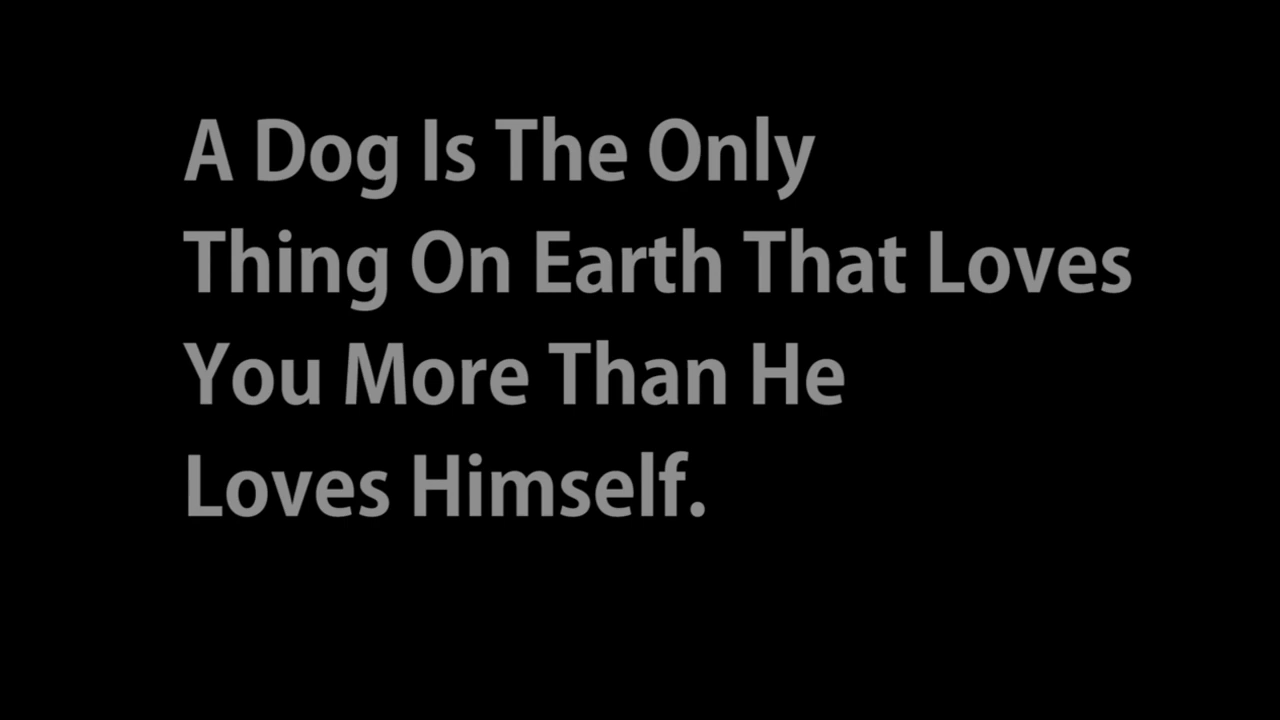 A Dog Is The Only
Thing On Earth That Loves
You More Than He
Loves Himself.